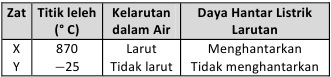 Zat Titik leleh (° C) Kelarutan dalam Air Daya Hantar Listrik Larutan
X 870 Larut Menghantarkan
Y −25 Tidak larut Tidak menghantarkan